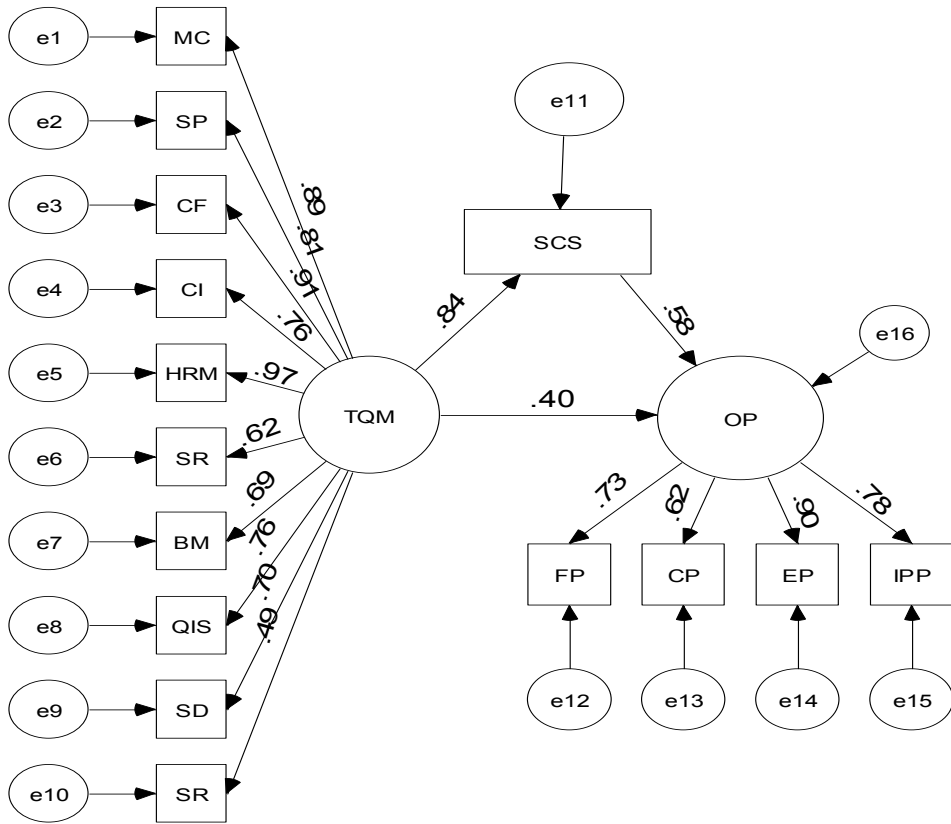 e1
MC
e2
SP
e3
CF
e4
CI
e5
HRM
e6
SR
e7
BM
e8
QIS
e9
SD
e10
SR
.89
.81
.91
.76
.97
.62
.69
.76
.70
.49
TQM
.84
.40
e11
SCS
.58
e16
OP
.73
.62
.90
.78
FP
CP
EP
IPP
e12
e13
e14
e15